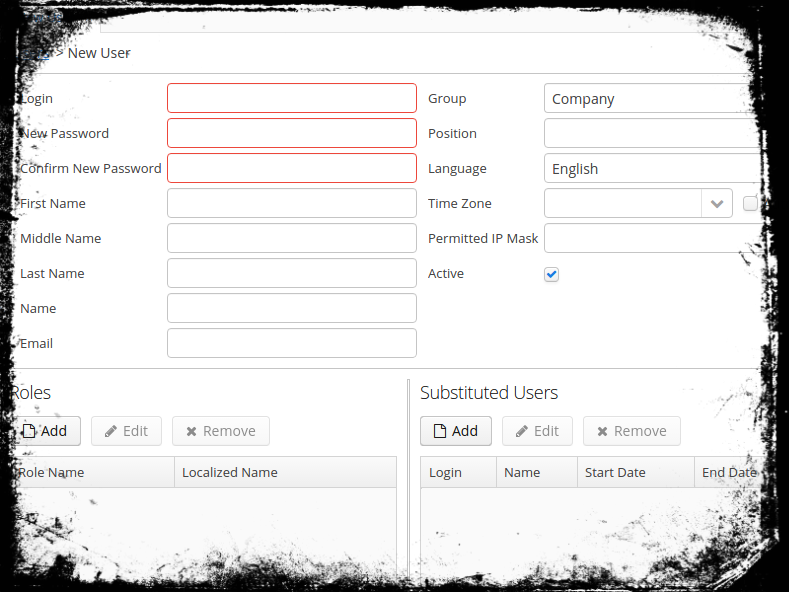 > New User
Login
New Password
Confirm New Password
First Name
Middle Name
Last Name
Name
Email
Group Company
Position
Language English
Time Zone
Permitted IP Mask
Active
Roles
Add Edit Remove
Role Name Localized Name
Substituted Users
Add Edit Remove
Login Name Start Date End Date